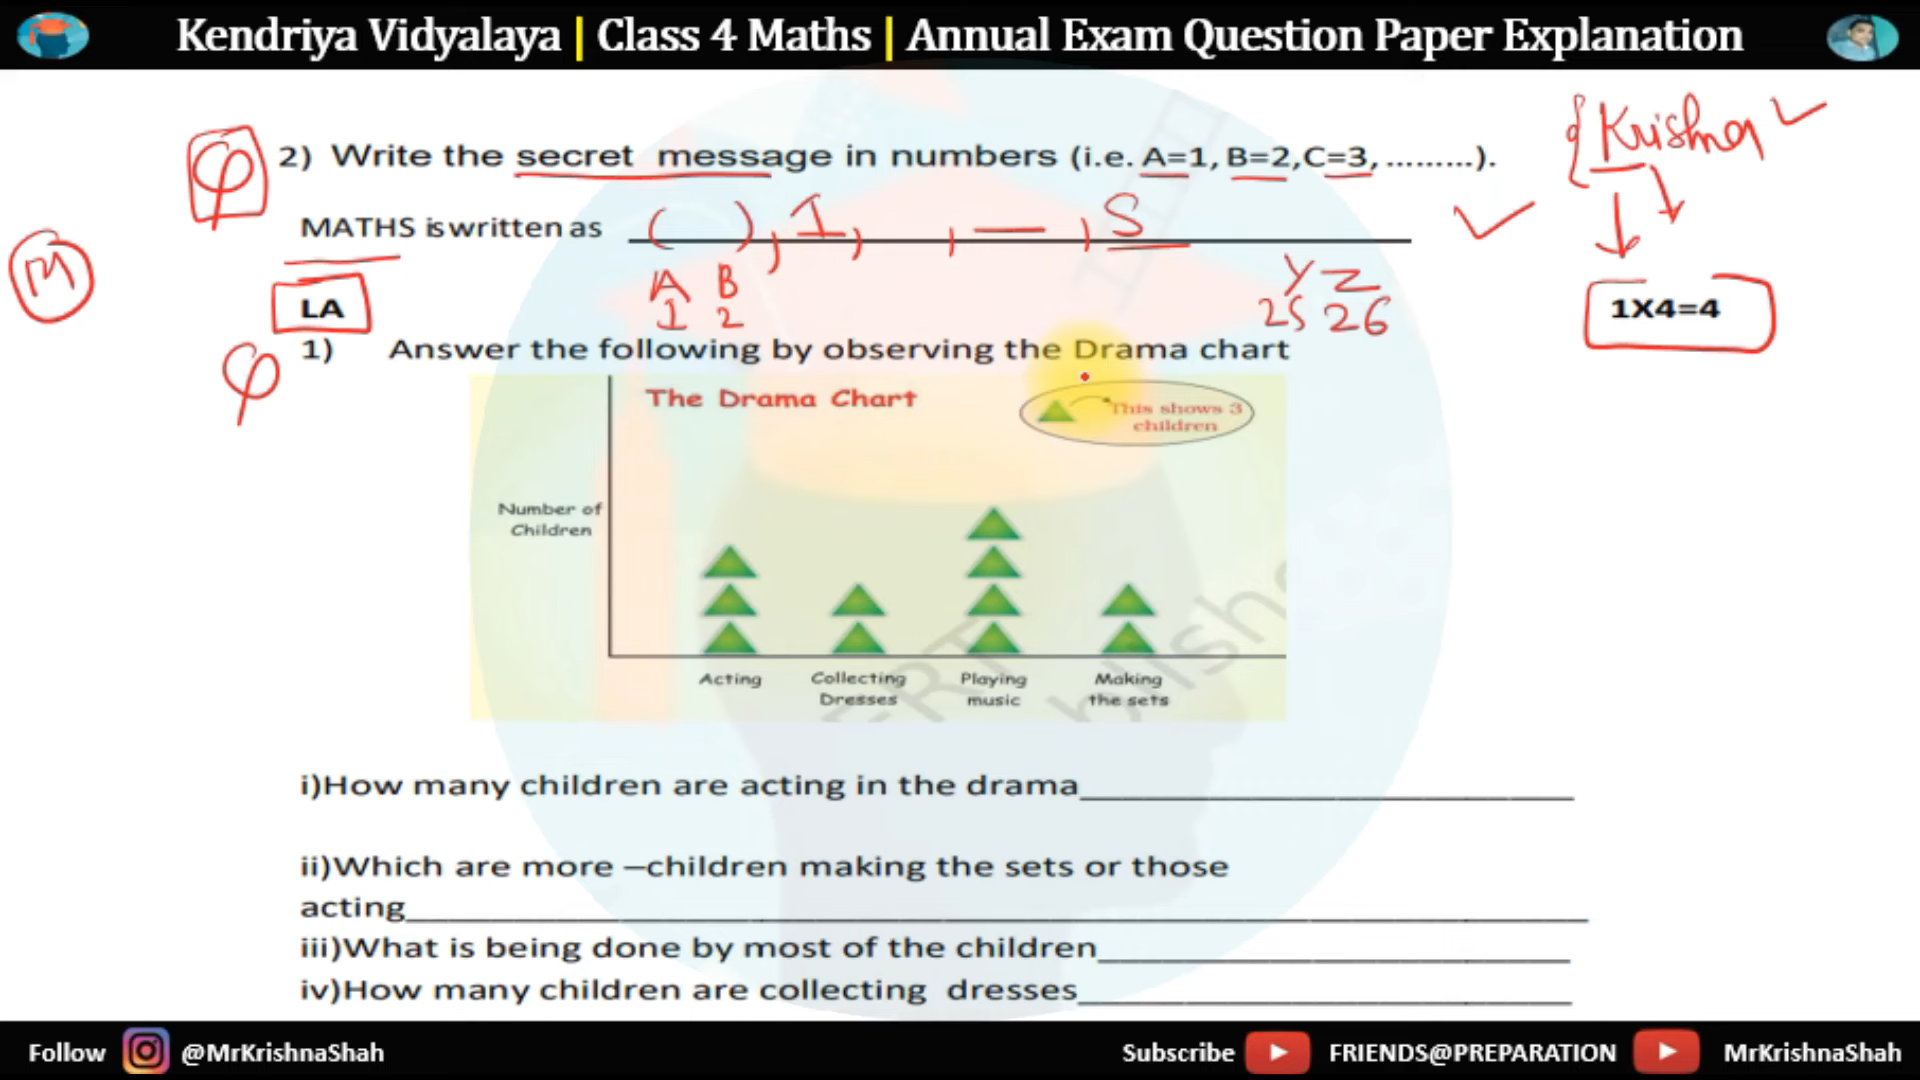 Kendriya Vidyalaya | Class 4 Maths | Annual Exam Question Paper Explanation
2) Write the secret message in numbers (i.e. A=1, B=2,C=3, .........).
Krishna
MATHS is written as ( ), 1, , — , S
M
A B Y Z
1 2 25 26
LA
1X4=4
1) Answer the following by observing the Drama chart
The Drama Chart
This shows 3
children
Number of
Children
Acting
Collecting
Dresses
Playing
music
Making
the sets
i)How many children are acting in the drama
ii)Which are more –children making the sets or those
acting
iii)What is being done by most of the children
iv)How many children are collecting dresses
Follow @MrKrishnaShah Subscribe FRIENDS@PREPARATION MrKrishnaShah